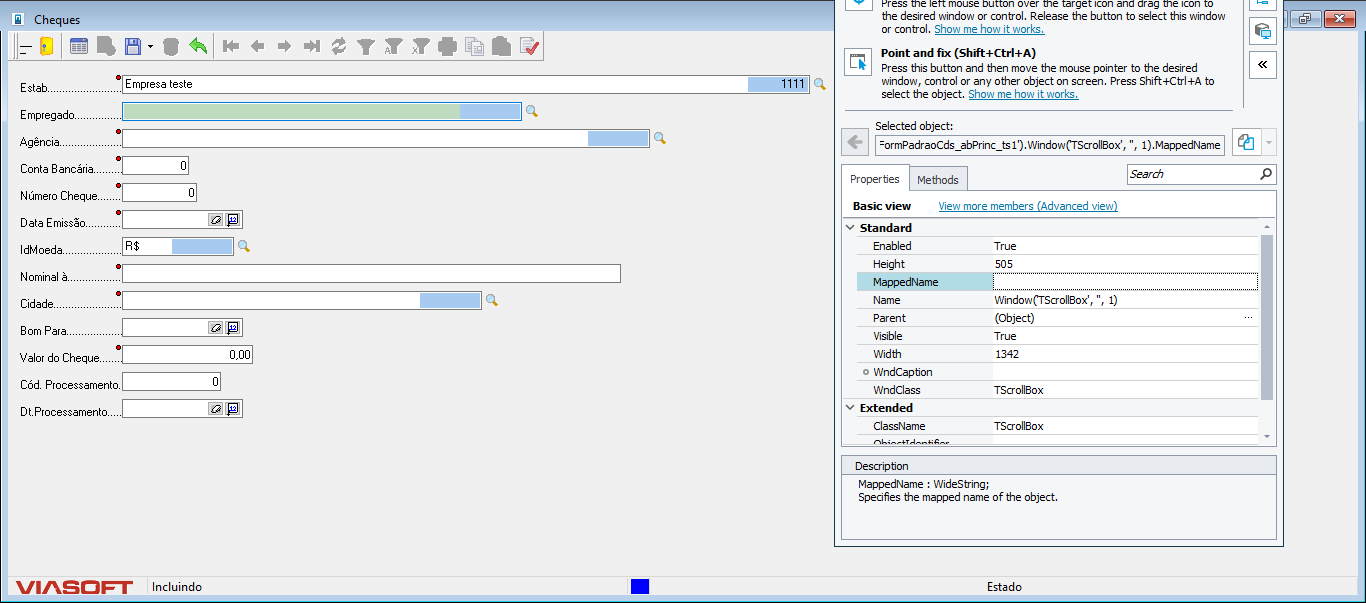 Cheques
Estab.............. Empresa teste 1111
Empregado..............
Agência..............
Conta Bancária....... 0
Número Cheque....... 0
Data Emissão.......... 12
IdMoeda.............. R$
Nominal à..............
Cidade..............
Bom Para.............. 12
Valor do Cheque....... 0,00
Cód. Processamento. 0
Dt.Processamento..... 12
VIASOFT Incluindo Estado
Press the left mouse button over the target icon and drag the icon to
the desired window or control. Release the button to select this window
or control. Show me how it works.
Point and fix (Shift+Ctrl+A)
Press this button and then move the mouse pointer to the desired
window, control or any other object on screen. Press Shift+Ctrl+A to
select the object. Show me how it works.
Selected object:
FormPadraoCds_abPrinc_ts1').Window('TScrollBox', '', 1).MappedName
Properties Methods Search
Basic view View more members (Advanced view)
Standard
Enabled True
Height 505
MappedName
Name Window('TScrollBox', '', 1)
Parent (Object) ...
Visible True
Width 1342
WndCaption
WndClass TScrollBox
Extended
ClassName TScrollBox
ObjectIdentifier
Description
MappedName : WideString;
Specifies the mapped name of the object.